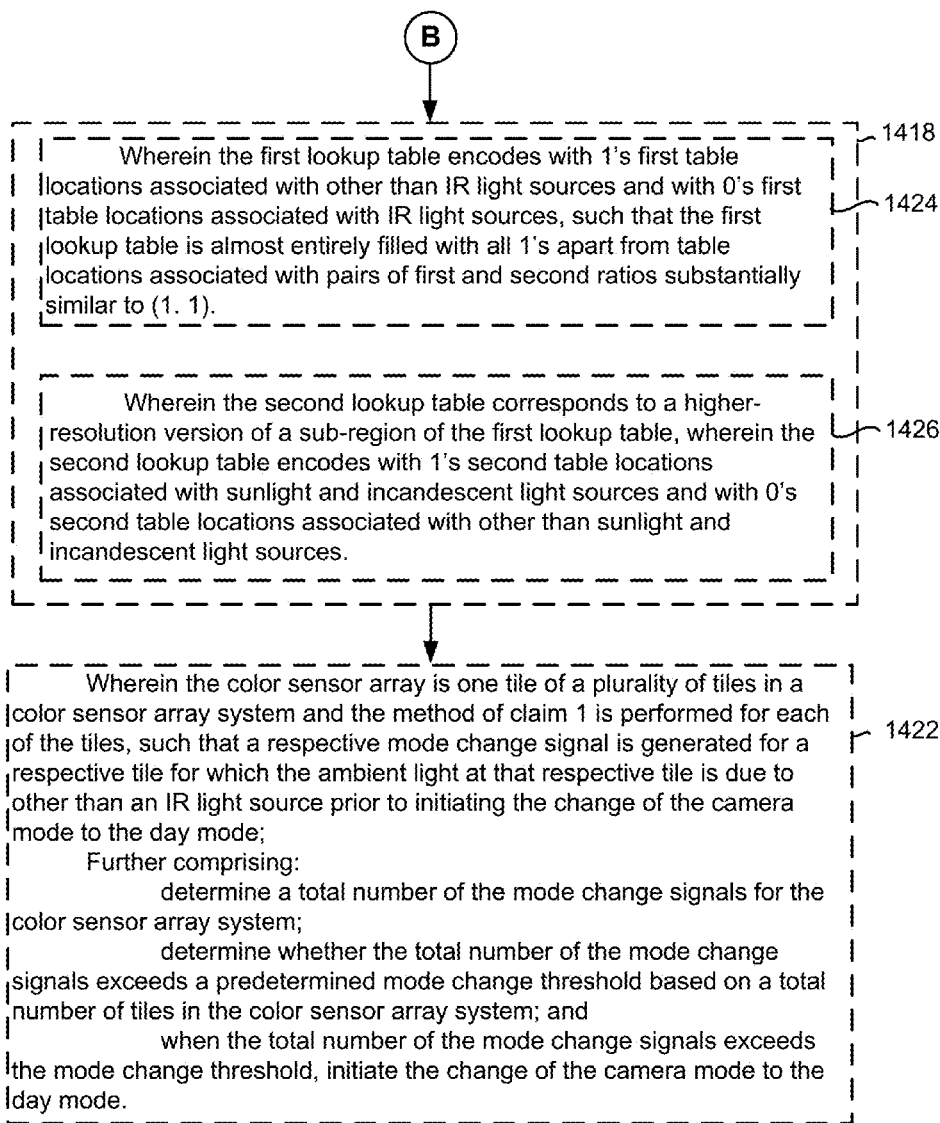 B
1418
Wherein the first lookup table encodes with 1's first table
locations associated with other than IR light sources and with 0's first
table locations associated with IR light sources, such that the first
lookup table is almost entirely filled with all 1's apart from table
locations associated with pairs of first and second ratios substantially
similar to (1. 1).
1424
Wherein the second lookup table corresponds to a higher-
resolution version of a sub-region of the first lookup table, wherein the
second lookup table encodes with 1's second table locations
associated with sunlight and incandescent light sources and with 0's
second table locations associated with other than sunlight and
incandescent light sources.
1426
Wherein the color sensor array is one tile of a plurality of tiles in a
color sensor array system and the method of claim 1 is performed for each
of the tiles, such that a respective mode change signal is generated for a
respective tile for which the ambient light at that respective tile is due to
other than an IR light source prior to initiating the change of the camera
mode to the day mode;
Further comprising:
determine a total number of the mode change signals for the
color sensor array system;
determine whether the total number of the mode change
signals exceeds a predetermined mode change threshold based on a total
number of tiles in the color sensor array system; and
when the total number of the mode change signals exceeds
the mode change threshold, initiate the change of the camera mode to the
day mode.
1422